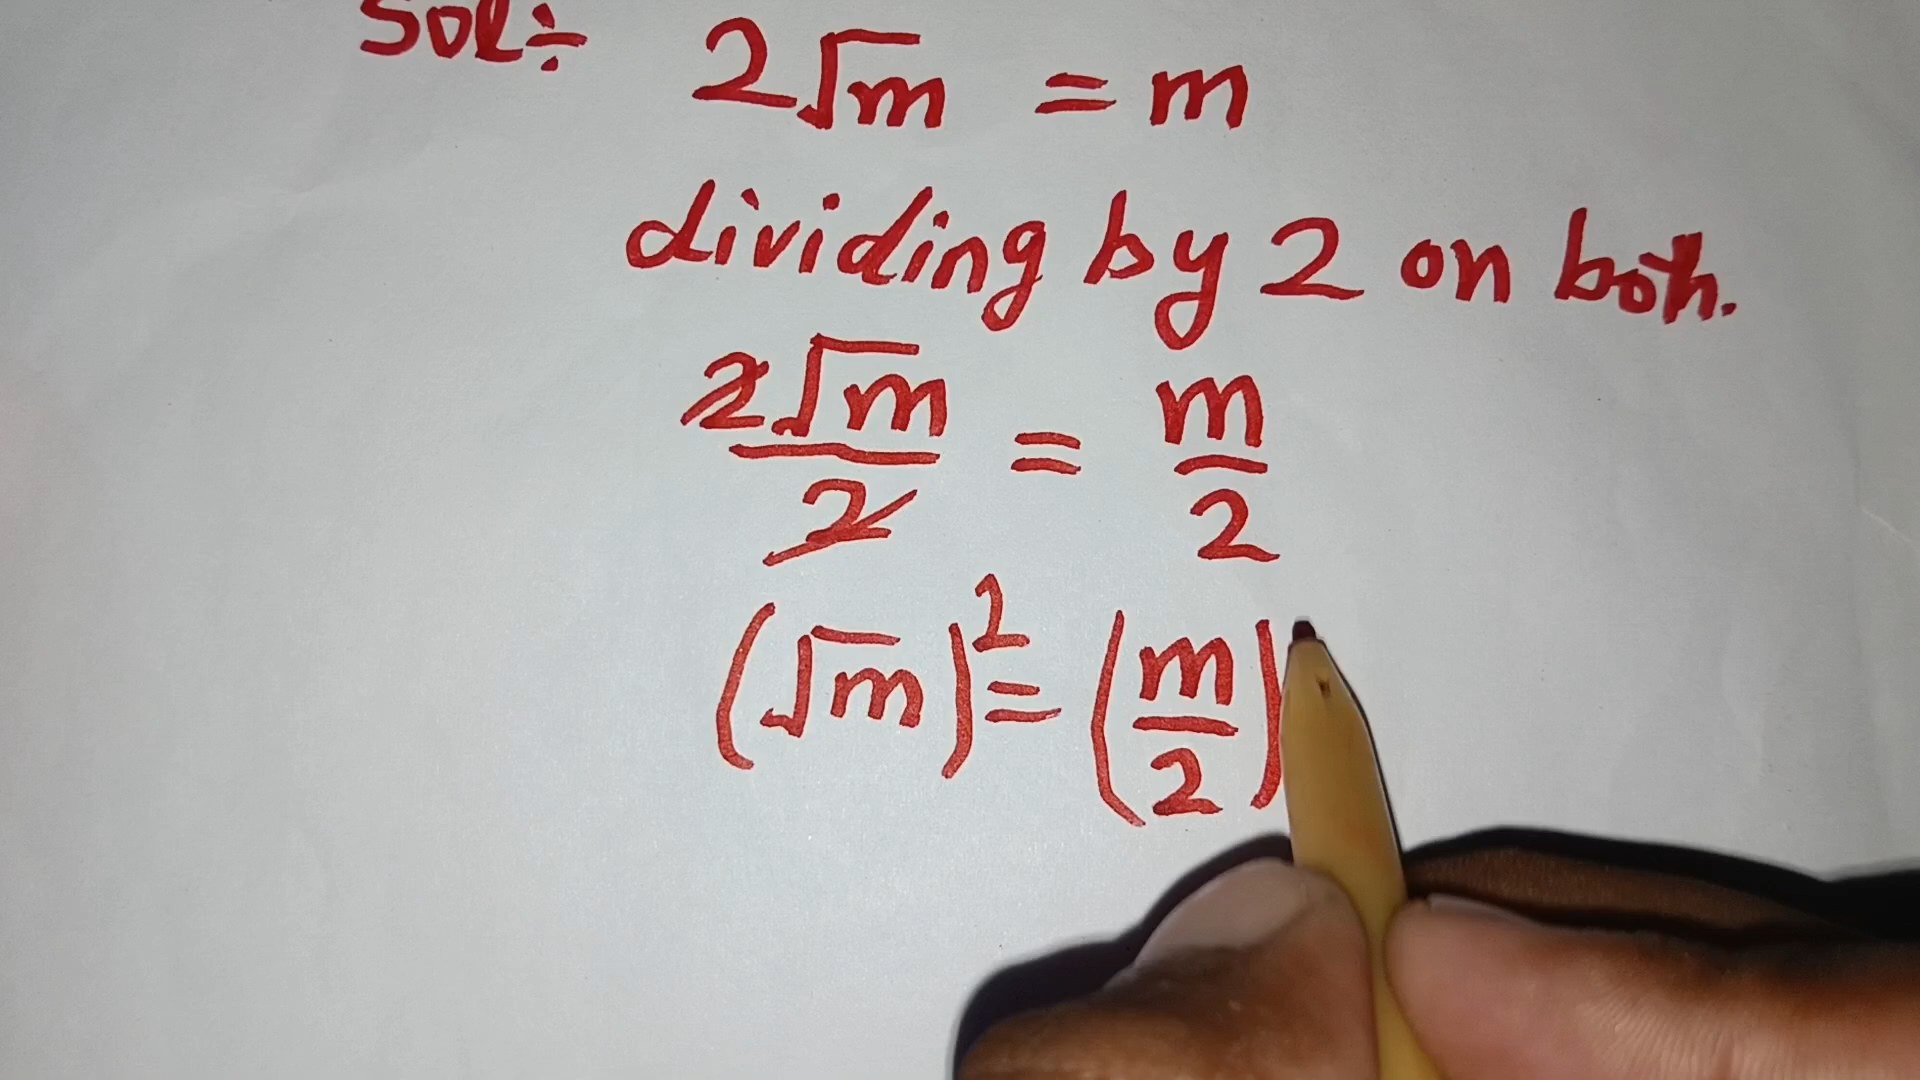 Sol÷ 2√m = m
dividing by 2 on both.
2√m/2 = m/2
(√m)² = (m/2)